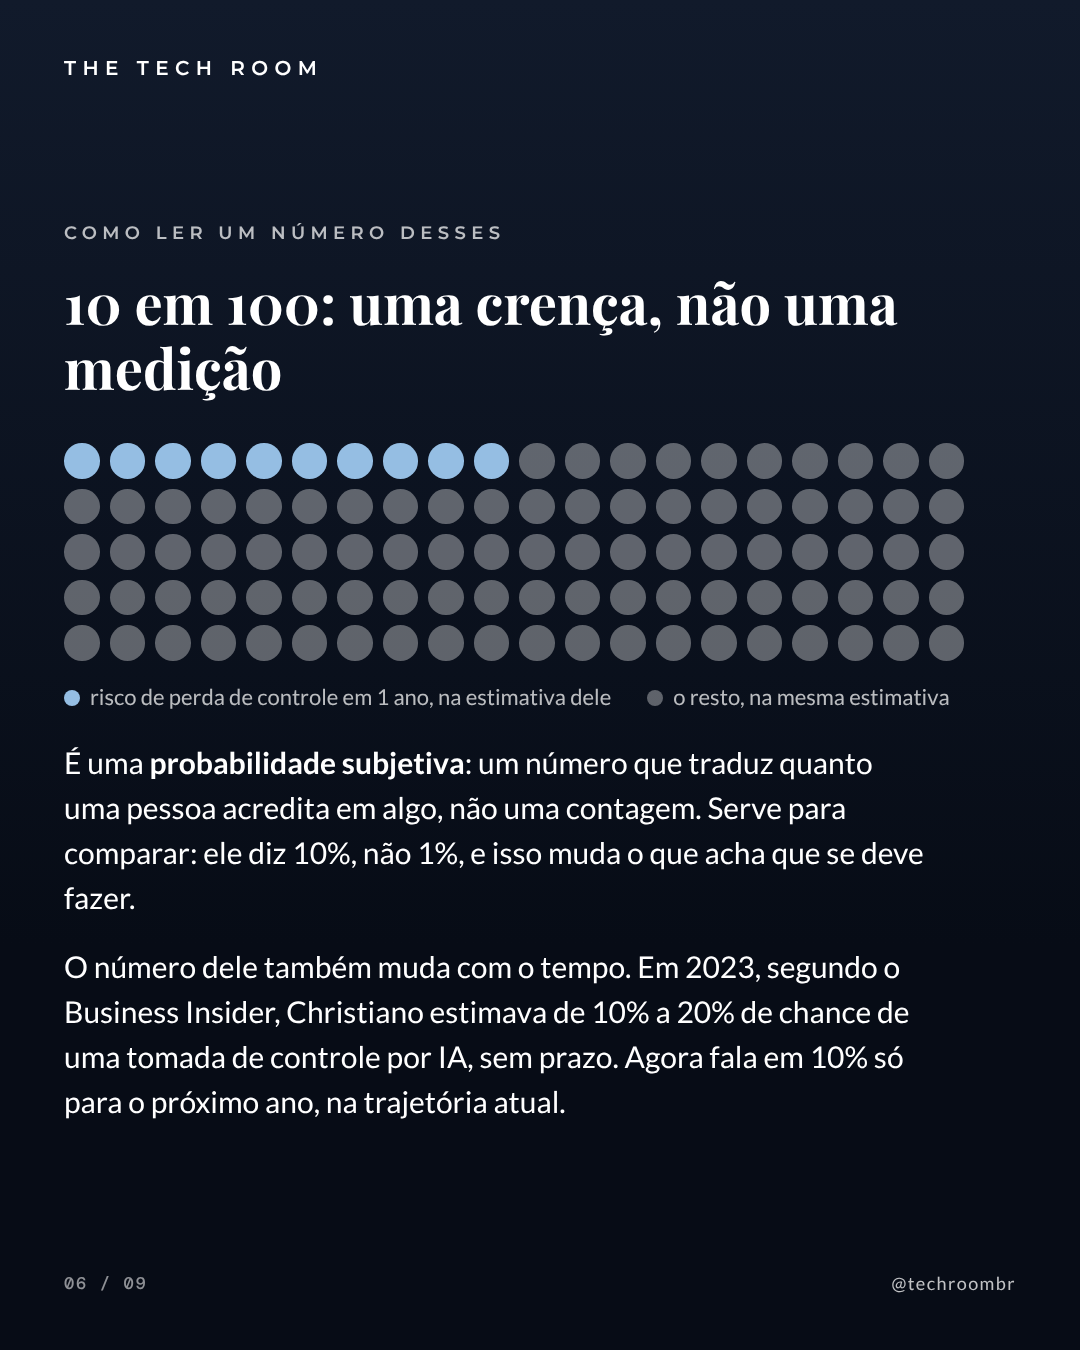 THE TECH ROOM
COMO LER UM NÚMERO DESSES
10 em 100: uma crença, não uma
medição
risco de perda de controle em 1 ano, na estimativa dele
o resto, na mesma estimativa
É uma probabilidade subjetiva: um número que traduz quanto
uma pessoa acredita em algo, não uma contagem. Serve para
comparar: ele diz 10%, não 1%, e isso muda o que acha que se deve
fazer.
O número dele também muda com o tempo. Em 2023, segundo o
Business Insider, Christiano estimava de 10% a 20% de chance de
uma tomada de controle por IA, sem prazo. Agora fala em 10% só
para o próximo ano, na trajetória atual.
06 / 09
@techroombr